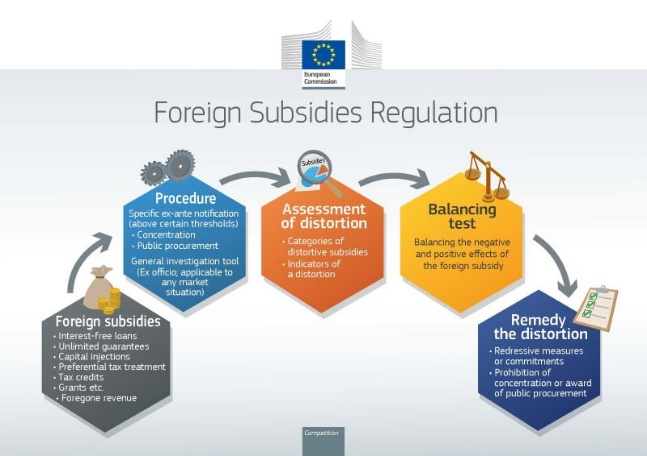 European
Commission
Foreign Subsidies Regulation
Foreign subsidies
• Interest-free loans
• Unlimited guarantees
• Capital injections
• Preferential tax treatment
• Tax credits
• Grants etc.
• Foregone revenue
Procedure
Specific ex-ante notification
(above certain thresholds)
• Concentration
• Public procurement
General investigation tool
(Ex officio; applicable to
any market
situation)
Subsidies
Assessment
of distortion
• Categories of
distortive subsidies
• Indicators of
a distortion
Balancing
test
Balancing the negative
and positive effects of
the foreign subsidy
Remedy
the distortion
• Redressive measures
or commitments
• Prohibition of
concentration or award
of public procurement
Competition